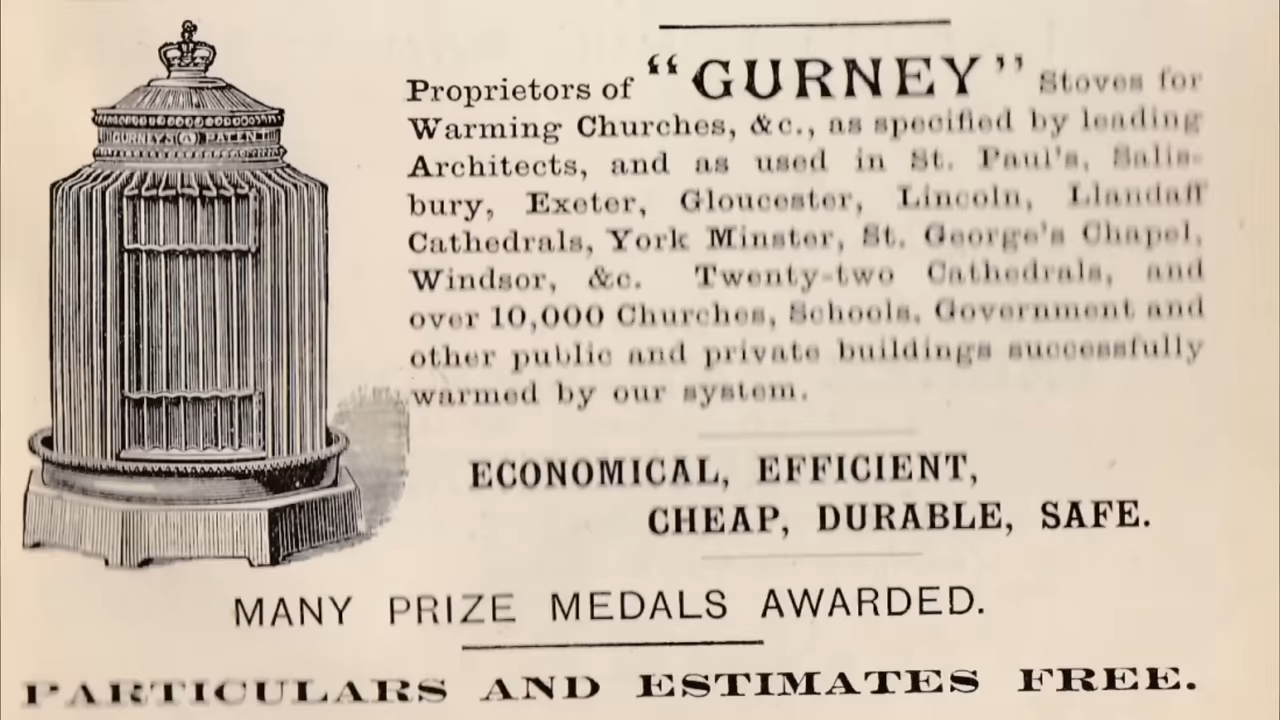 GURNEY'S PATENT
Proprietors of "GURNEY" Stoves for
Warming Churches, &c., as specified by leading
Architects, and as used in St. Paul's, Salis-
bury, Exeter, Gloucester, Lincoln, Llandaff
Cathedrals, York Minster, St. George's Chapel,
Windsor, &c. Twenty-two Cathedrals, and
over 10,000 Churches, Schools, Government and
other public and private buildings successfully
warmed by our system.
ECONOMICAL, EFFICIENT,
CHEAP, DURABLE, SAFE.
MANY PRIZE MEDALS AWARDED.
PARTICULARS AND ESTIMATES FREE.